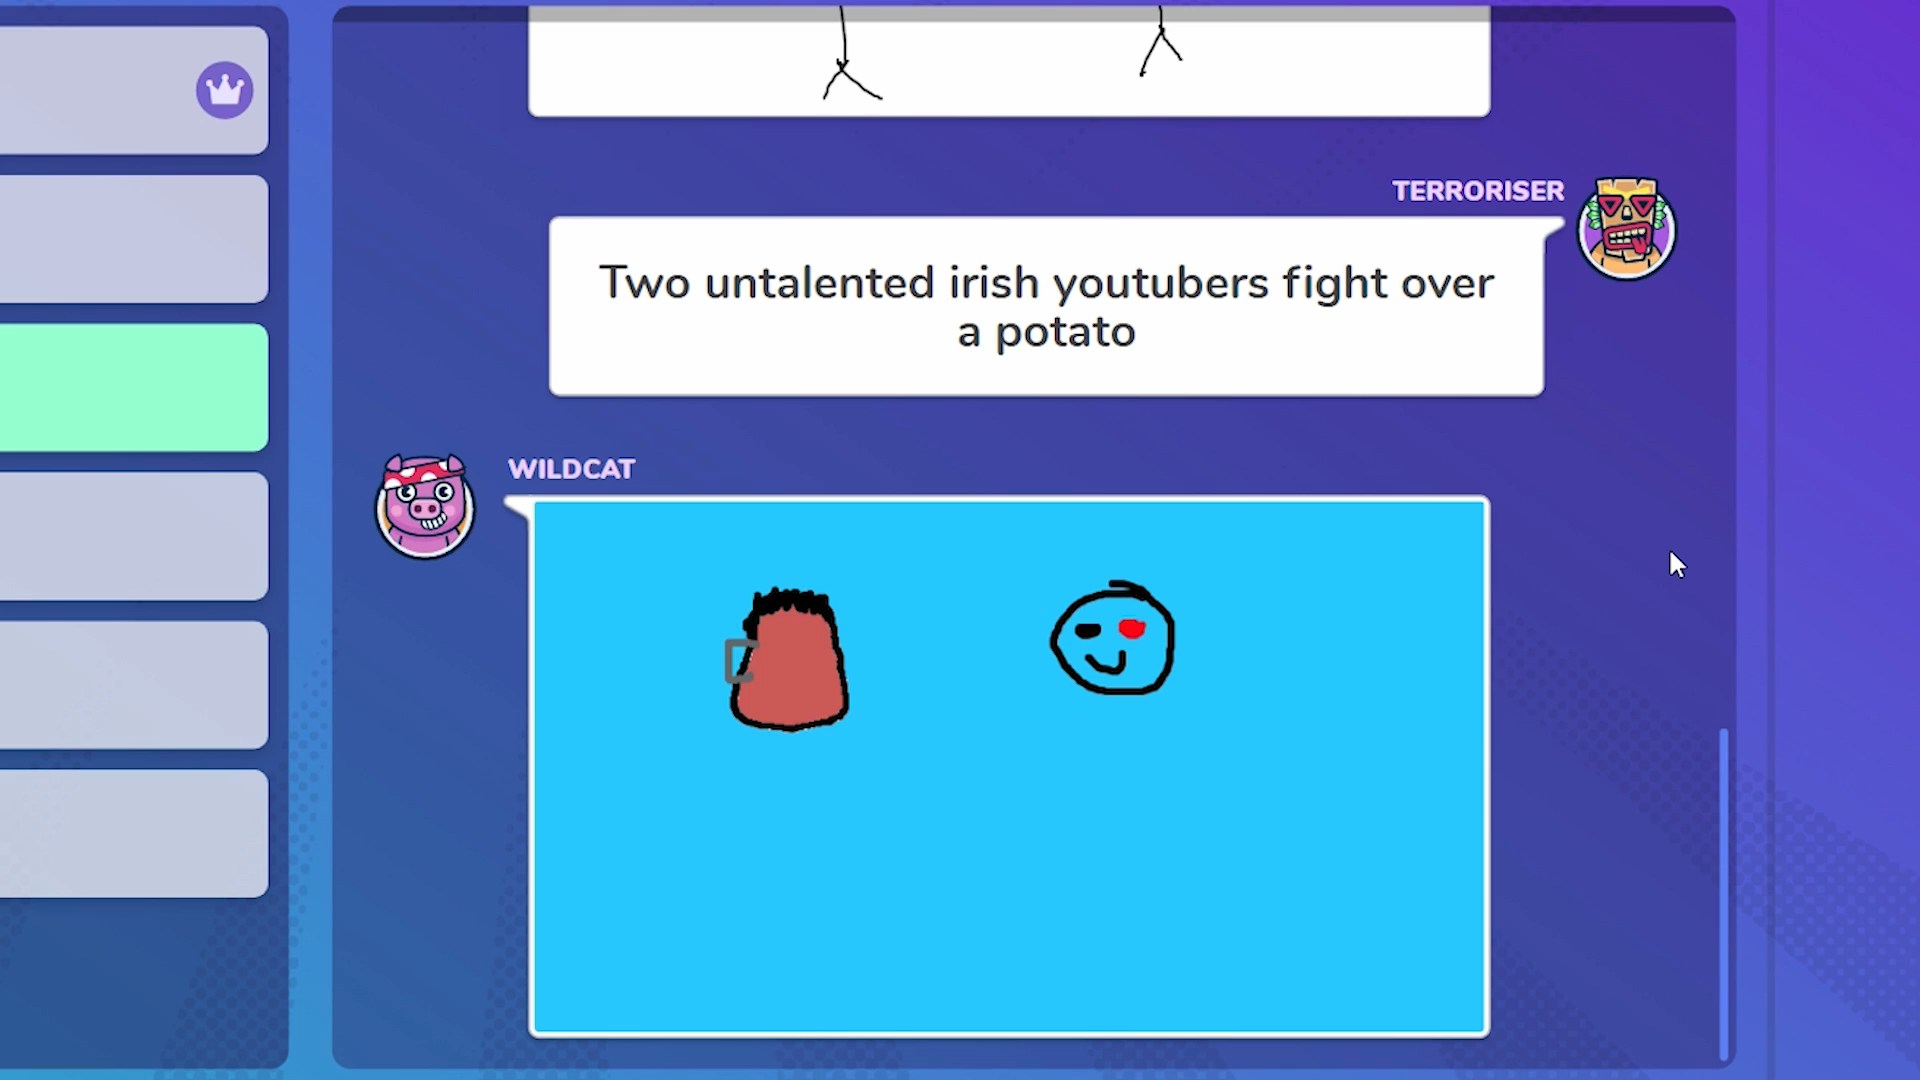 TERRORISER
Two untalented irish youtubers fight over
a potato
WILDCAT